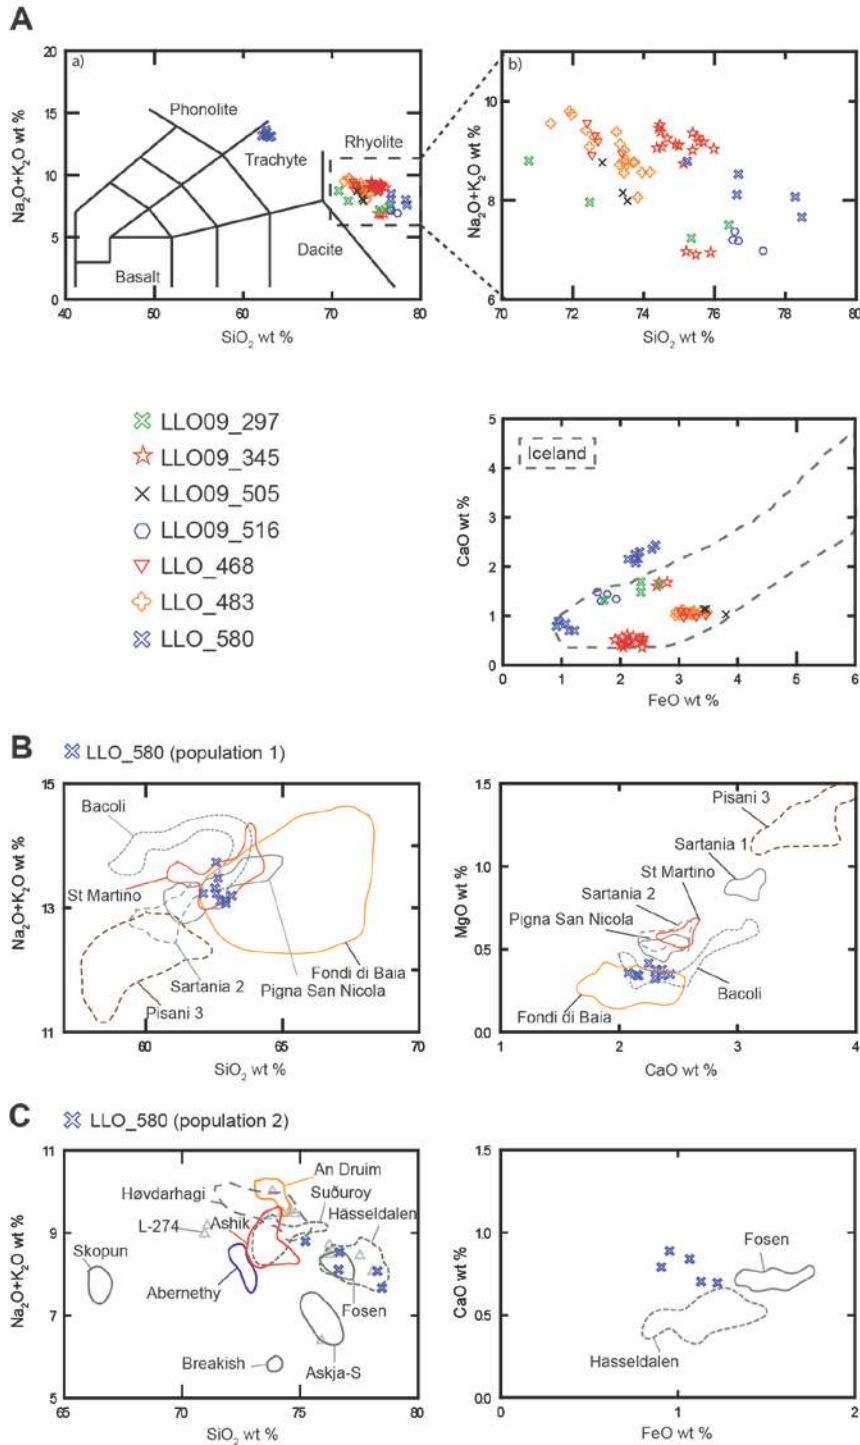 A
a)
20
15
10
5
0
Na₂O+K₂O wt %
Phonolite
Trachyte
Rhyolite
Dacite
Basalt
40 50 60 70 80
SiO₂ wt %
b)
10
8
6
Na₂O+K₂O wt %
70 72 74 76 78 80
SiO₂ wt %
LLO09_297
LLO09_345
LLO09_505
LLO09_516
LLO_468
LLO_483
LLO_580
Iceland
5
4
3
2
1
0
CaO wt %
0 1 2 3 4 5 6
FeO wt %
B
LLO_580 (population 1)
15
13
11
Na₂O+K₂O wt %
Bacoli
St Martino
Sartania 2
Pisani 3
Fondi di Baia
Pigna San Nicola
60 65 70
SiO₂ wt %
1.5
1.0
0.5
0.0
MgO wt %
Pisani 3
Sartania 1
St Martino
Sartania 2
Pigna San Nicola
Bacoli
Fondi di Baia
1 2 3 4
CaO wt %
C
LLO_580 (population 2)
11
9
7
5
Na₂O+K₂O wt %
An Druim
Høvdarhagi
Suðuroy
Hässeldalen
L-274
Ashik
Skopun
Abernethy
Fosen
Breakish
Askja-S
65 70 75 80
SiO₂ wt %
1.5
1.0
0.5
0.0
CaO wt %
Fosen
Hässeldalen
0 1 2
FeO wt %